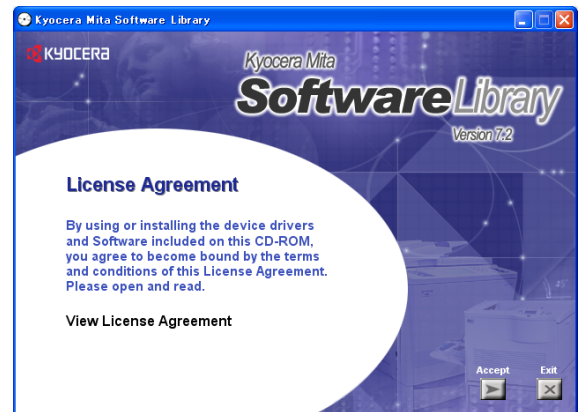 Kyocera Mita Software Library
KYOCERA
Kyocera Mita
SoftwareLibrary
Version 7.2
License Agreement
By using or installing the device drivers
and Software included on this CD-ROM,
you agree to become bound by the terms
and conditions of this License Agreement.
Please open and read.
View License Agreement
Accept
Exit